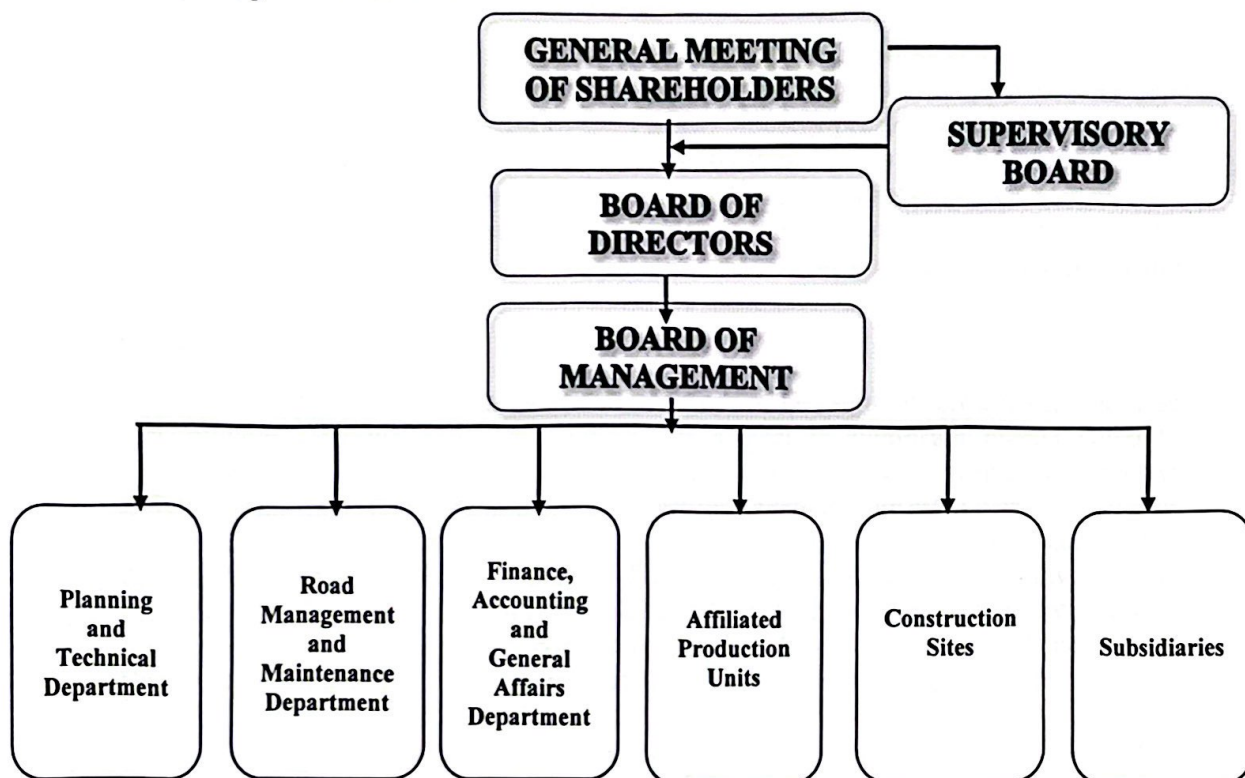 GENERAL MEETING
OF SHAREHOLDERS
SUPERVISORY
BOARD
BOARD OF
DIRECTORS
BOARD OF
MANAGEMENT
Planning
and
Technical
Department
Road
Management
and
Maintenance
Department
Finance,
Accounting
and
General
Affairs
Department
Affiliated
Production
Units
Construction
Sites
Subsidiaries